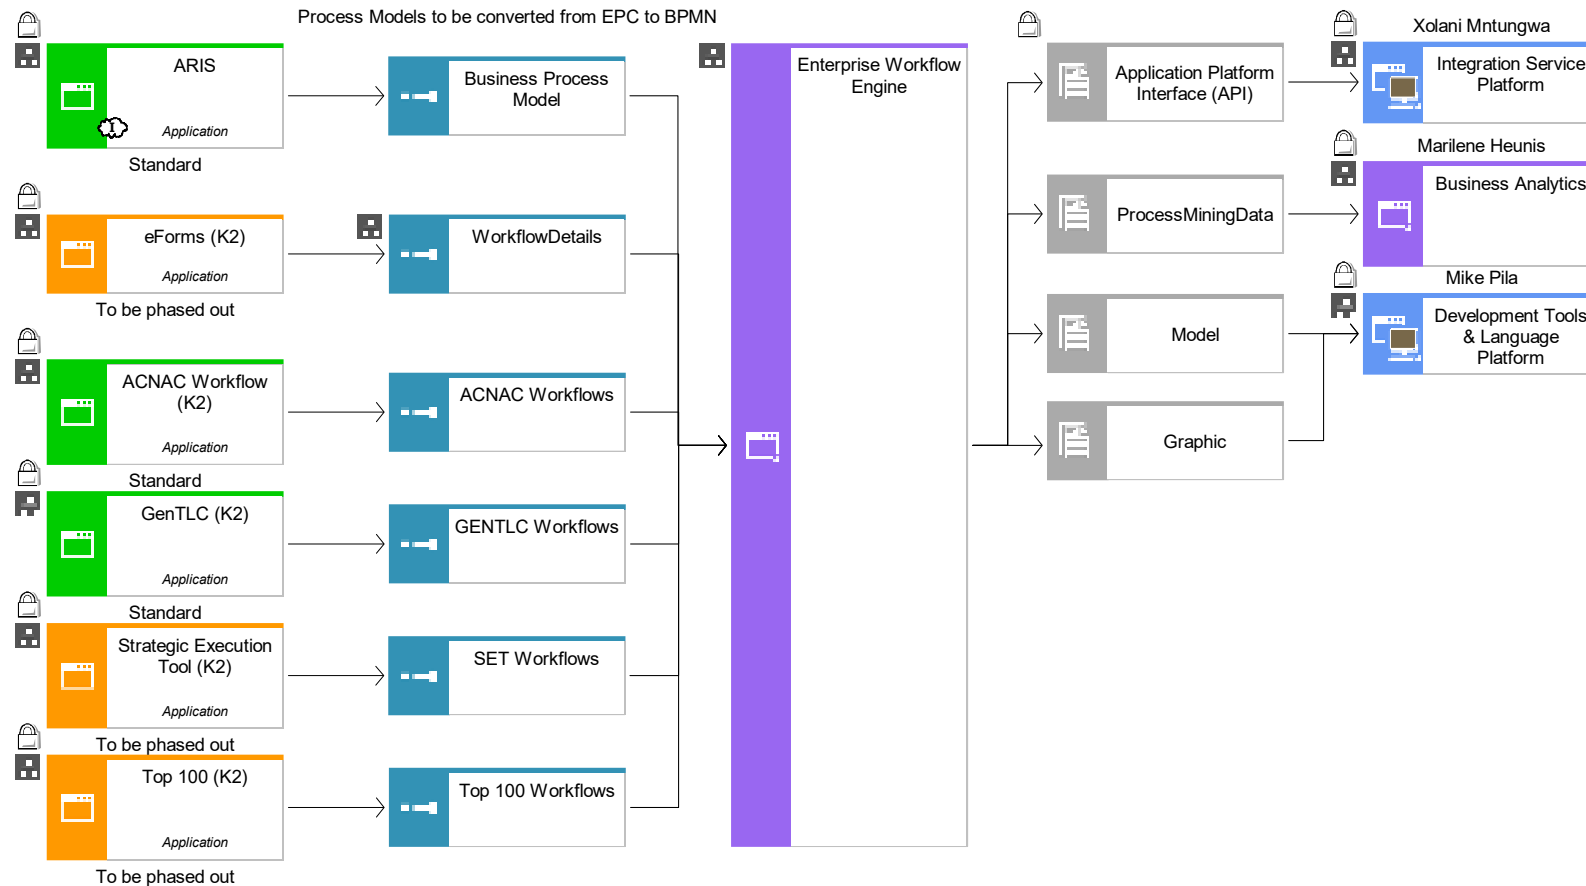 Process Models to be converted from EPC to BPMN
ARIS
Application
Standard
Business Process
Model
eForms (K2)
Application
To be phased out
WorkflowDetails
ACNAC Workflow
(K2)
Application
Standard
ACNAC Workflows
GenTLC (K2)
Application
Standard
GENTLC Workflows
Strategic Execution
Tool (K2)
Application
To be phased out
SET Workflows
Top 100 (K2)
Application
To be phased out
Top 100 Workflows
Enterprise Workflow
Engine
Application Platform
Interface (API)
ProcessMiningData
Model
Graphic
Xolani Mntungwa
Integration Service
Platform
Marilene Heunis
Business Analytics
Mike Pila
Development Tools
& Language
Platform